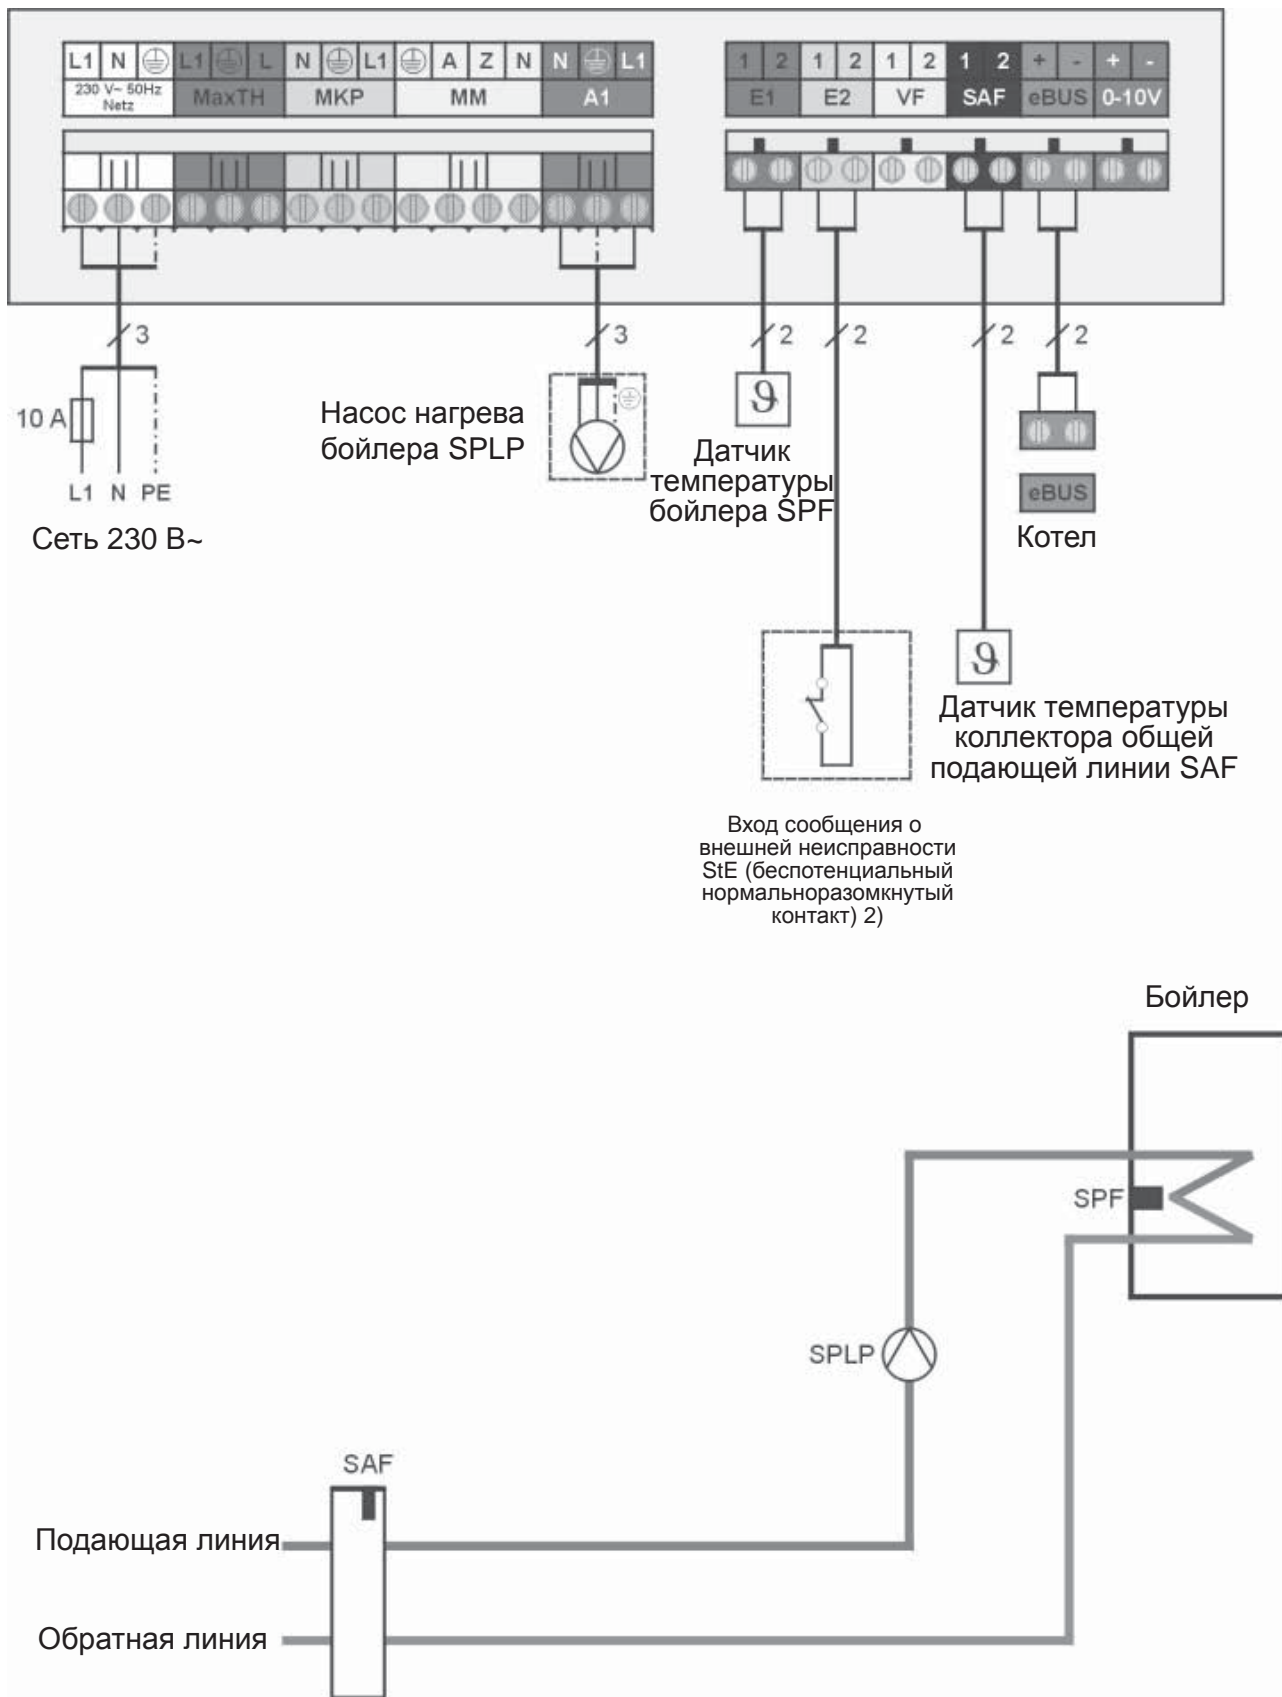 L1 N L1 L N L1 A Z N N L1 1 2 1 2 1 2 1 2 + - + -
230 V~ 50Hz
Netz
MaxTH MKP MM A1 E1 E2 VF SAF eBUS 0-10V
3 3 2 2 2 2
10 A
L1 N PE
Сеть 230 В~
Насос нагрева
бойлера SPLP
ϑ
Датчик
температуры
бойлера SPF
eBUS
Котел
ϑ
Датчик температуры
коллектора общей
подающей линии SAF
Вход сообщения о
внешней неисправности
StE (беспотенциальный
нормальноразомкнутый
контакт) 2)
Бойлер
SPF
SPLP
SAF
Подающая линия
Обратная линия